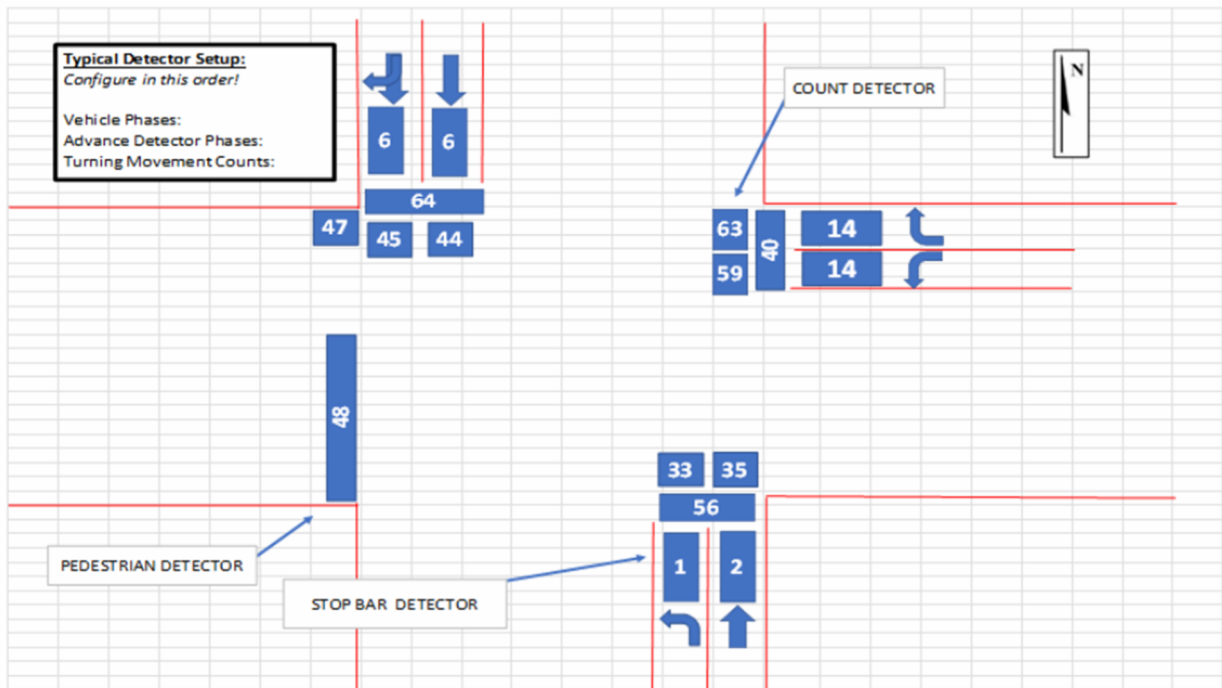 Typical Detector Setup:
Configure in this order!
Vehicle Phases:
Advance Detector Phases:
Turning Movement Counts:
N
COUNT DETECTOR
6 6
64
47 45 44
63 40 14
59 14
48
33 35
56
1 2
PEDESTRIAN DETECTOR
STOP BAR DETECTOR